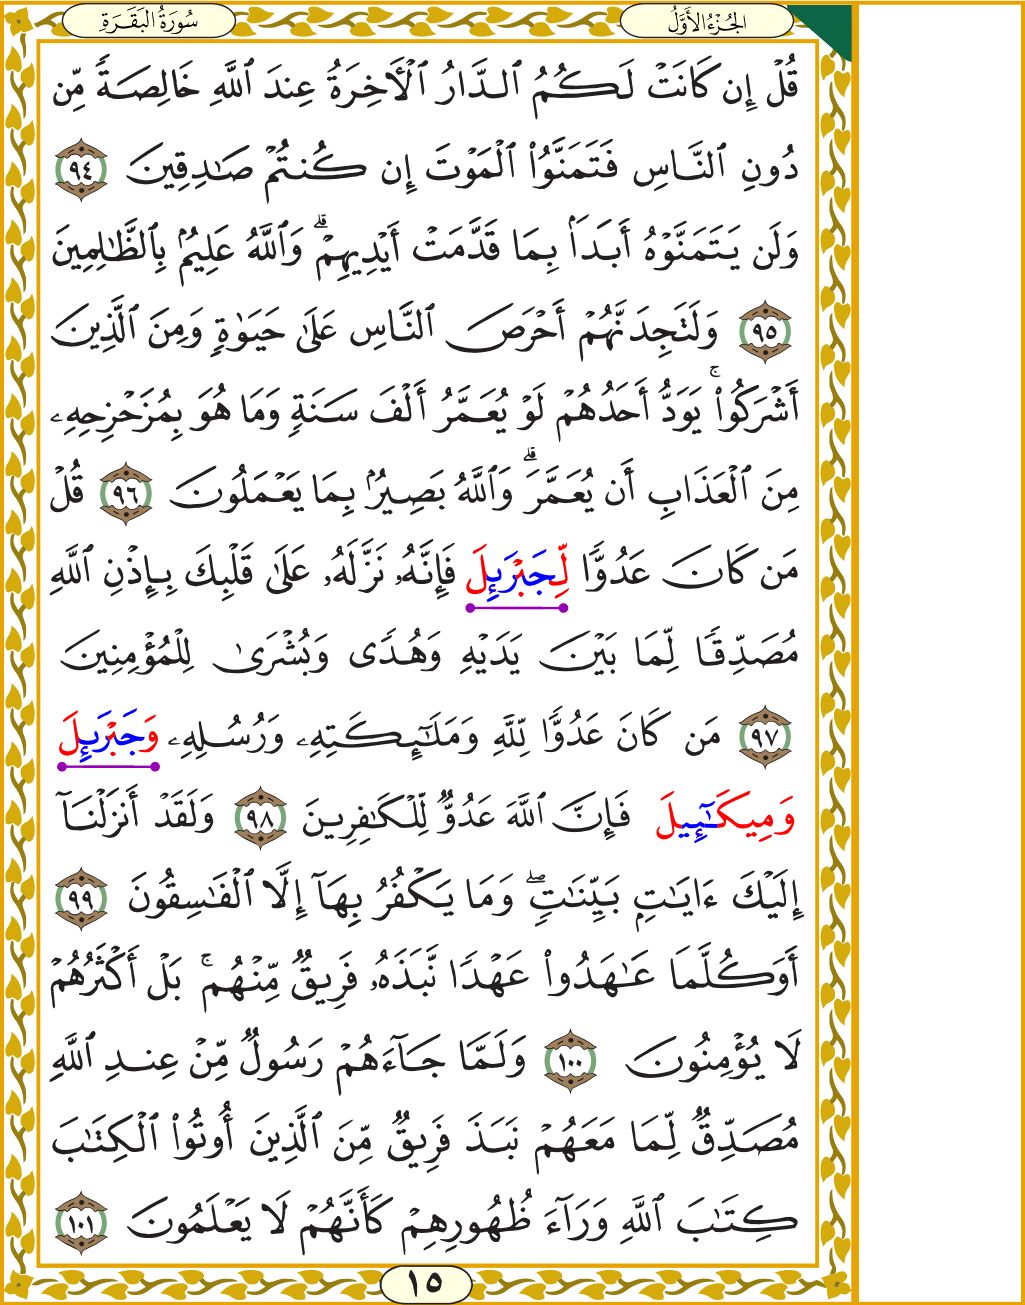 الجُزْءُ الأَوَّلُ
سُورَةُ البَقَرَةِ
قُلْ إِن كَانَتْ لَكُمُ ٱلدَّارُ ٱلْأٓخِرَةُ عِندَ ٱللَّهِ خَالِصَةً مِّن
دُونِ ٱلنَّاسِ فَتَمَنَّوُا۟ ٱلْمَوْتَ إِن كُنتُمْ صَـٰدِقِينَ ٩٤
وَلَن يَتَمَنَّوْهُ أَبَدَۢا بِمَا قَدَّمَتْ أَيْدِيهِمْ ۗ وَٱللَّهُ عَلِيمُۢ بِٱلظَّـٰلِمِينَ
٩٥ وَلَتَجِدَنَّهُمْ أَحْرَصَ ٱلنَّاسِ عَلَىٰ حَيَوٰةٍ وَمِنَ ٱلَّذِينَ
أَشْرَكُوا۟ ۚ يَوَدُّ أَحَدُهُمْ لَوْ يُعَمَّرُ أَلْفَ سَنَةٍ وَمَا هُوَ بِمُزَحْزِحِهِۦ
مِنَ ٱلْعَذَابِ أَن يُعَمَّرَ ۗ وَٱللَّهُ بَصِيرُۢ بِمَا يَعْمَلُونَ ٩٦ قُلْ
مَن كَانَ عَدُوًّا لِّجَبْرَئِلَ فَإِنَّهُۥ نَزَّلَهُۥ عَلَىٰ قَلْبِكَ بِإِذْنِ ٱللَّهِ
مُصَدِّقًا لِّمَا بَيْنَ يَدَيْهِ وَهُدًى وَبُشْرَىٰ لِلْمُؤْمِنِينَ
٩٧ مَن كَانَ عَدُوًّا لِّلَّهِ وَمَلَـٰٓئِكَتِهِۦ وَرُسُلِهِۦ وَجَبْرَئِلَ
وَمِيكَـٰٓئِيلَ فَإِنَّ ٱللَّهَ عَدُوٌّ لِّلْكَـٰفِرِينَ ٩٨ وَلَقَدْ أَنزَلْنَآ
إِلَيْكَ ءَايَـٰتٍۭ بَيِّنَـٰتٍ ۖ وَمَا يَكْفُرُ بِهَآ إِلَّا ٱلْفَـٰسِقُونَ ٩٩
أَوَكُلَّمَا عَـٰهَدُوا۟ عَهْدًا نَّبَذَهُۥ فَرِيقٌ مِّنْهُم ۚ بَلْ أَكْثَرُهُمْ
لَا يُؤْمِنُونَ ١٠٠ وَلَمَّا جَآءَهُمْ رَسُولٌ مِّنْ عِندِ ٱللَّهِ
مُصَدِّقٌ لِّمَا مَعَهُمْ نَبَذَ فَرِيقٌ مِّنَ ٱلَّذِينَ أُوتُوا۟ ٱلْكِتَـٰبَ
كِتَـٰبَ ٱللَّهِ وَرَآءَ ظُهُورِهِمْ كَأَنَّهُمْ لَا يَعْلَمُونَ ١٠١
١٥